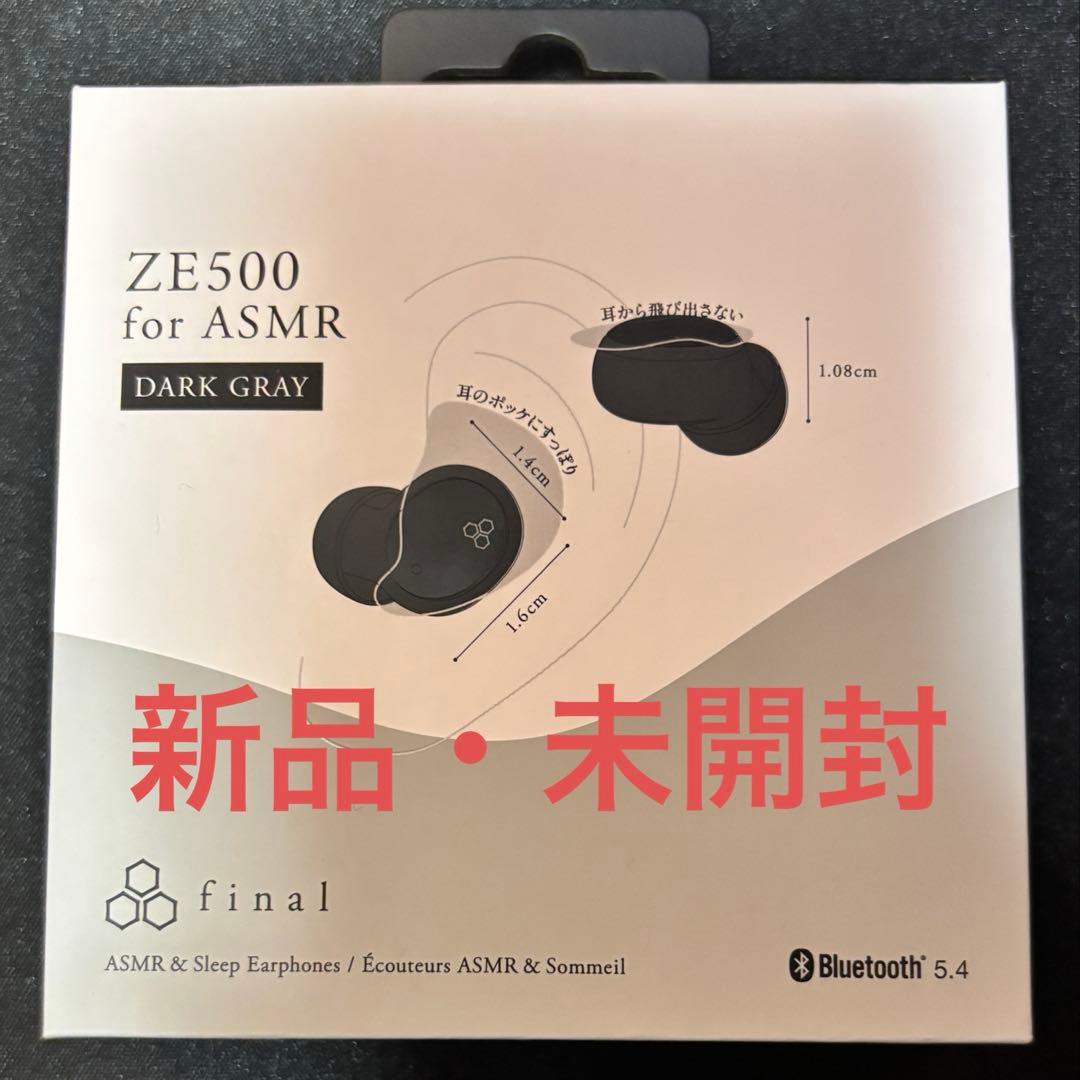 ZE500
for ASMR
DARK GRAY
耳から飛び出さない
1.08cm
耳のポッケにすっぽり
1.4cm
1.6cm
新品・未開封
final
ASMR & Sleep Earphones / Écouteurs ASMR & Sommeil
Bluetooth® 5.4